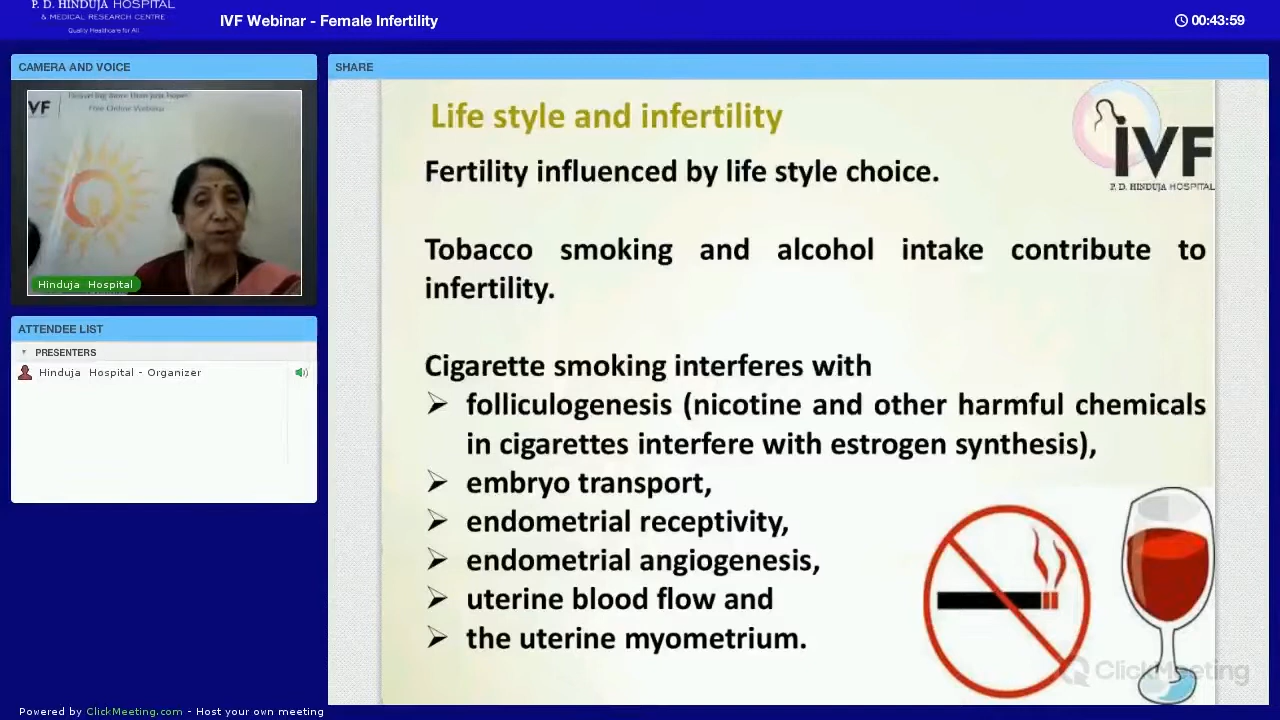 P. D. HINDUJA HOSPITAL
& MEDICAL RESEARCH CENTRE
Quality Healthcare for All
IVF Webinar - Female Infertility
00:43:59
CAMERA AND VOICE
IVF
Free Online Webinar
Hinduja Hospital
ATTENDEE LIST
PRESENTERS
Hinduja Hospital - Organizer
SHARE
Life style and infertility
IVF
P. D. HINDUJA HOSPITAL
Fertility influenced by life style choice.
Tobacco smoking and alcohol intake contribute to
infertility.
Cigarette smoking interferes with
➢ folliculogenesis (nicotine and other harmful chemicals
in cigarettes interfere with estrogen synthesis),
➢ embryo transport,
➢ endometrial receptivity,
➢ endometrial angiogenesis,
➢ uterine blood flow and
➢ the uterine myometrium.
ClickMeeting
Powered by ClickMeeting.com - Host your own meeting